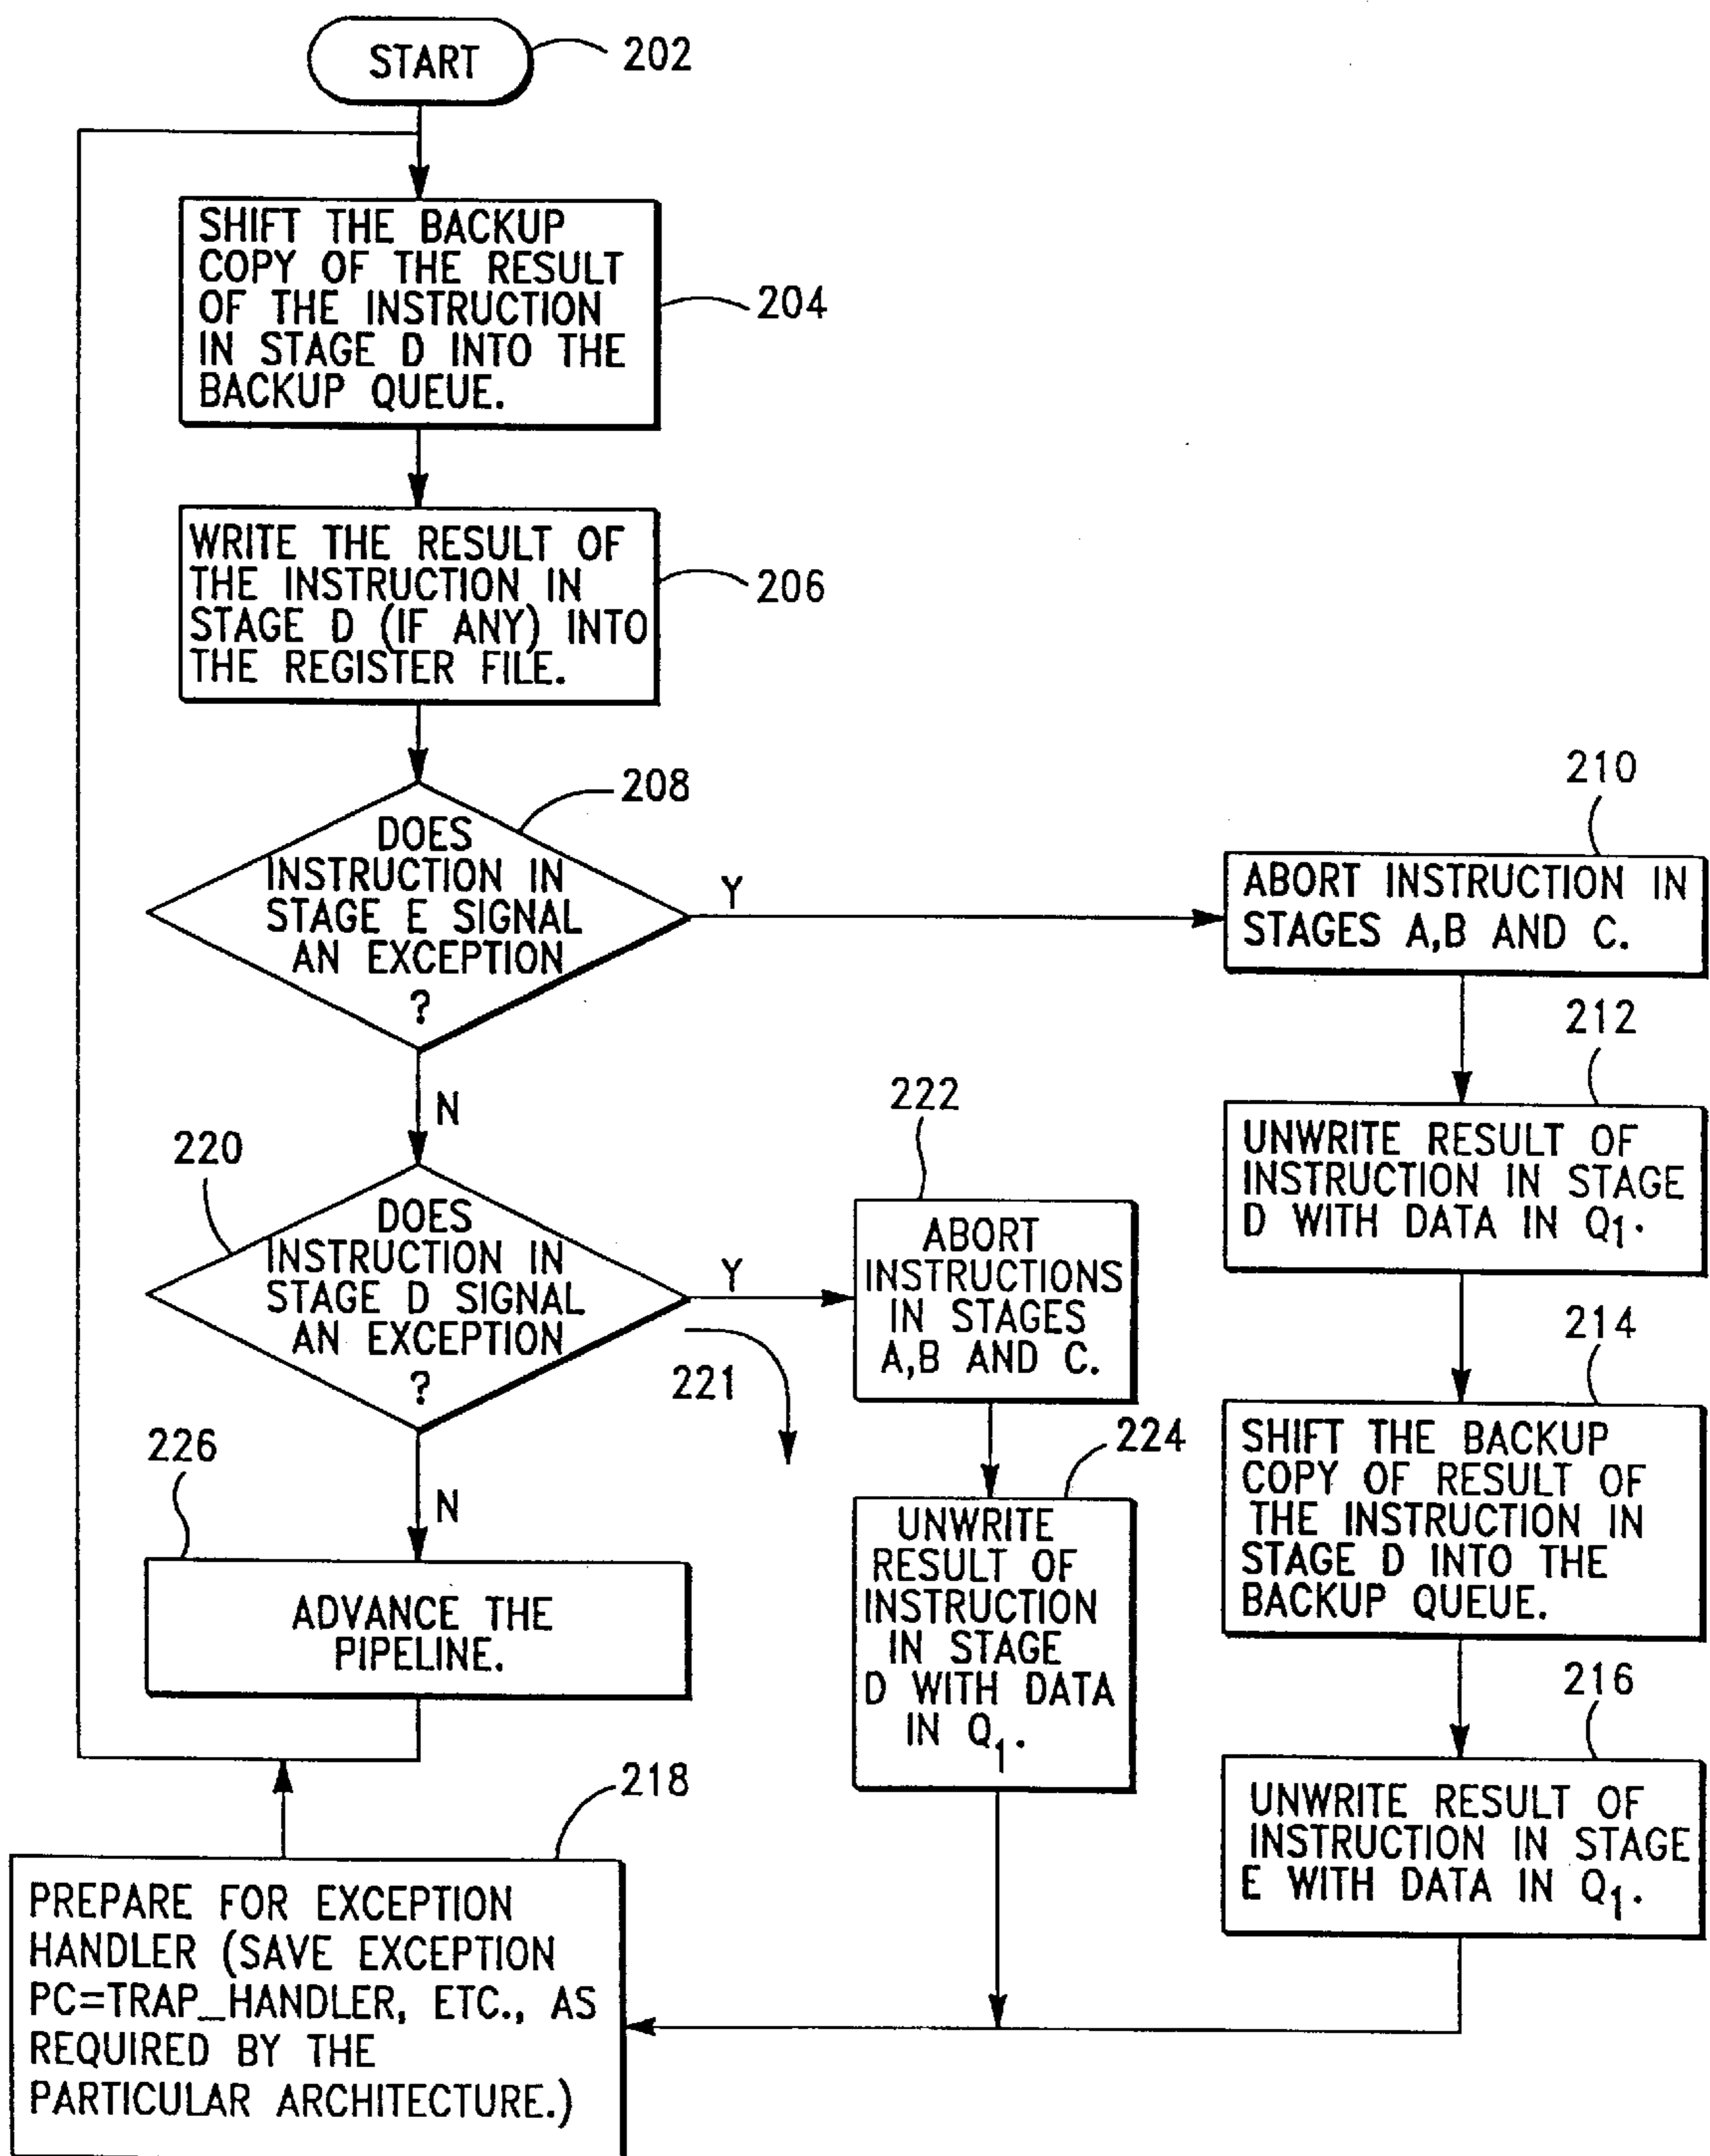 START
202
SHIFT THE BACKUP
COPY OF THE RESULT
OF THE INSTRUCTION
IN STAGE D INTO THE
BACKUP QUEUE.
204
WRITE THE RESULT OF
THE INSTRUCTION IN
STAGE D (IF ANY) INTO
THE REGISTER FILE.
206
208
DOES
INSTRUCTION IN
STAGE E SIGNAL
AN EXCEPTION
?
Y
N
210
ABORT INSTRUCTION IN
STAGES A,B AND C.
212
UNWRITE RESULT OF
INSTRUCTION IN STAGE
D WITH DATA IN Q1.
214
SHIFT THE BACKUP
COPY OF RESULT OF
THE INSTRUCTION IN
STAGE D INTO THE
BACKUP QUEUE.
216
UNWRITE RESULT OF
INSTRUCTION IN STAGE
E WITH DATA IN Q1.
220
DOES
INSTRUCTION IN
STAGE D SIGNAL
AN EXCEPTION
?
Y
221
N
222
ABORT
INSTRUCTIONS
IN STAGES
A,B AND C.
224
UNWRITE
RESULT OF
INSTRUCTION
IN STAGE
D WITH DATA
IN Q1.
226
ADVANCE THE
PIPELINE.
218
PREPARE FOR EXCEPTION
HANDLER (SAVE EXCEPTION
PC=TRAP_HANDLER, ETC., AS
REQUIRED BY THE
PARTICULAR ARCHITECTURE.)